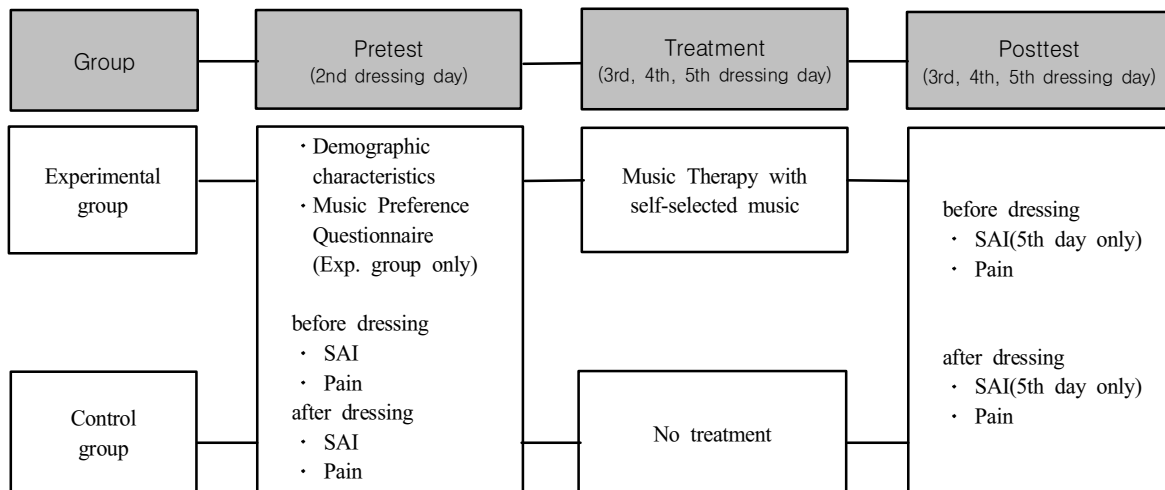 Group
Pretest
(2nd dressing day)
Treatment
(3rd, 4th, 5th dressing day)
Posttest
(3rd, 4th, 5th dressing day)
Experimental
group
· Demographic
characteristics
· Music Preference
Questionnaire
(Exp. group only)
before dressing
· SAI
· Pain
after dressing
· SAI
· Pain
Music Therapy with
self-selected music
before dressing
· SAI(5th day only)
· Pain
after dressing
· SAI(5th day only)
· Pain
Control
group
No treatment